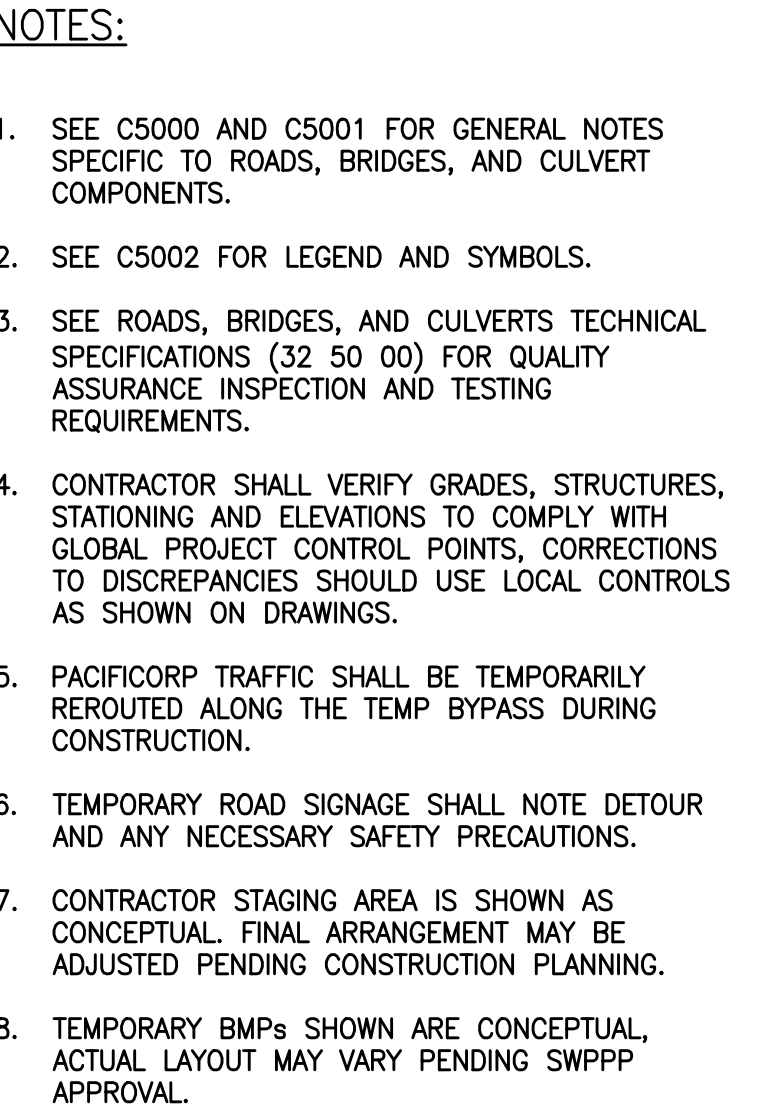 NOTES:
1. SEE C5000 AND C5001 FOR GENERAL NOTES
SPECIFIC TO ROADS, BRIDGES, AND CULVERT
COMPONENTS.
2. SEE C5002 FOR LEGEND AND SYMBOLS.
3. SEE ROADS, BRIDGES, AND CULVERTS TECHNICAL
SPECIFICATIONS (32 50 00) FOR QUALITY
ASSURANCE INSPECTION AND TESTING
REQUIREMENTS.
4. CONTRACTOR SHALL VERIFY GRADES, STRUCTURES,
STATIONING AND ELEVATIONS TO COMPLY WITH
GLOBAL PROJECT CONTROL POINTS, CORRECTIONS
TO DISCREPANCIES SHOULD USE LOCAL CONTROLS
AS SHOWN ON DRAWINGS.
5. PACIFICORP TRAFFIC SHALL BE TEMPORARILY
REROUTED ALONG THE TEMP BYPASS DURING
CONSTRUCTION.
6. TEMPORARY ROAD SIGNAGE SHALL NOTE DETOUR
AND ANY NECESSARY SAFETY PRECAUTIONS.
7. CONTRACTOR STAGING AREA IS SHOWN AS
CONCEPTUAL. FINAL ARRANGEMENT MAY BE
ADJUSTED PENDING CONSTRUCTION PLANNING.
8. TEMPORARY BMPs SHOWN ARE CONCEPTUAL,
ACTUAL LAYOUT MAY VARY PENDING SWPPP
APPROVAL.